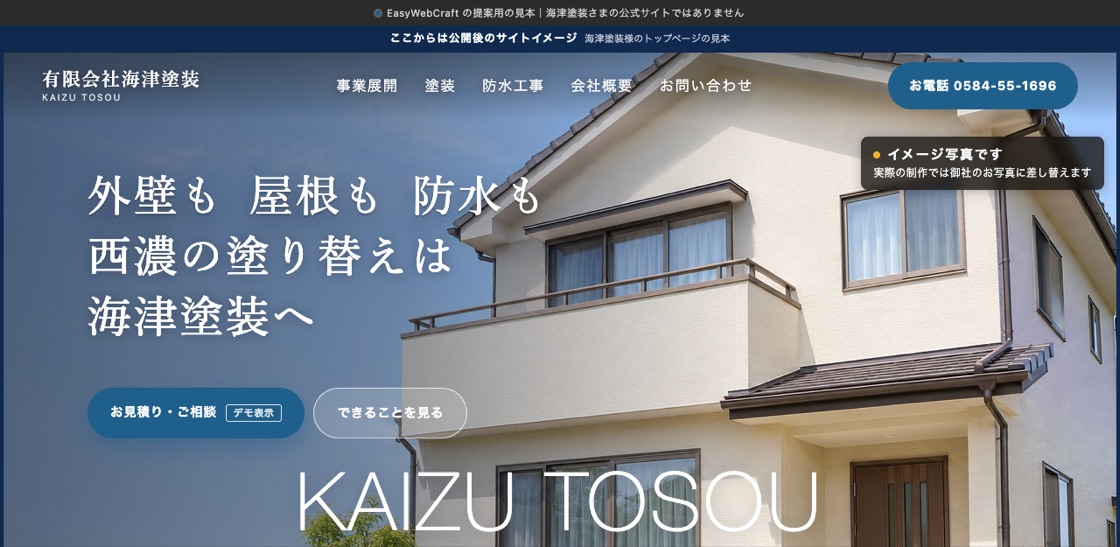 EasyWebCraft の提案用の見本｜海津塗装さまの公式サイトではありません
ここからは公開後のサイトイメージ 海津塗装様のトップページの見本
有限会社海津塗装
KAIZU TOSOU
事業展開 塗装 防水工事 会社概要 お問い合わせ
お電話 0584-55-1696
イメージ写真です
実際の制作では御社のお写真に差し替えます
外壁も 屋根も 防水も
西濃の塗り替えは
海津塗装へ
お見積り・ご相談 デモ表示
できることを見る
KAIZU TOSOU